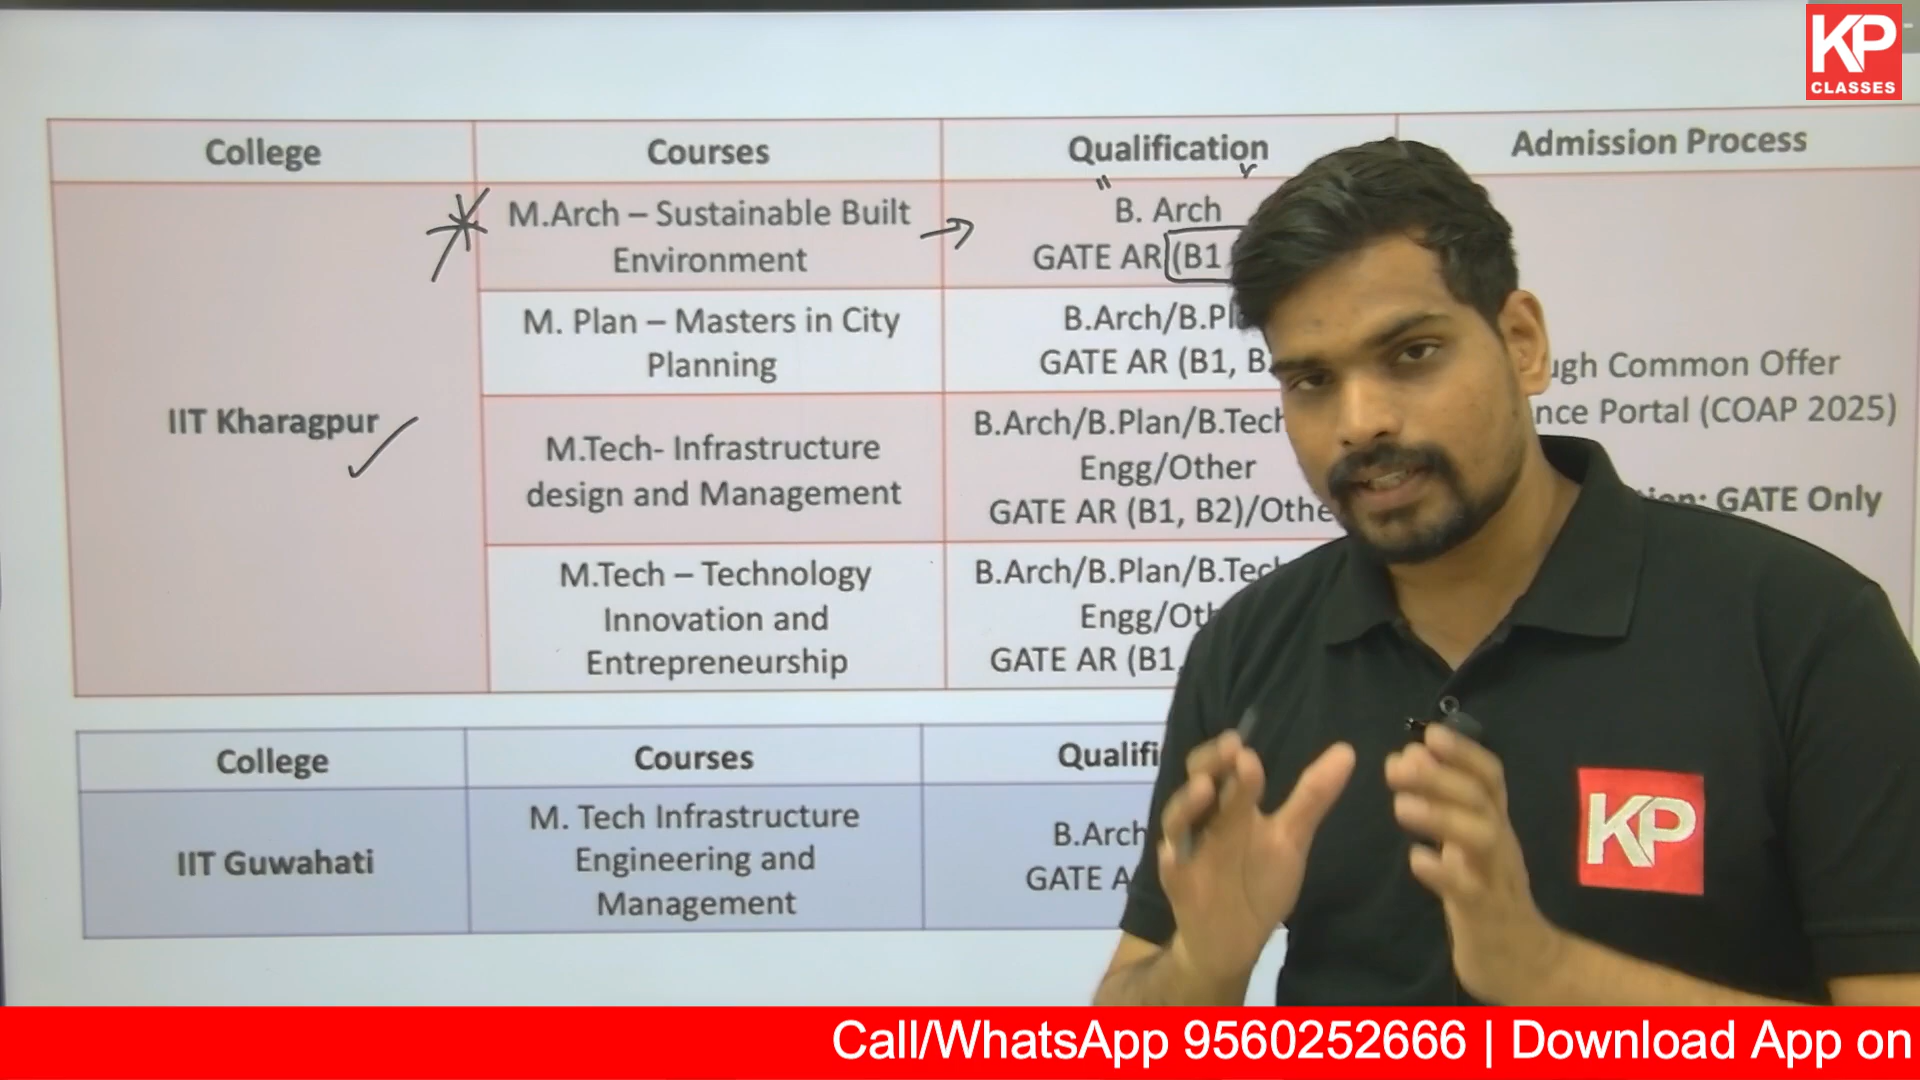 KP
CLASSES
College
Courses
Qualification
Admission Process
IIT Kharagpur
M.Arch – Sustainable Built
Environment
B. Arch
GATE AR (B1
M. Plan – Masters in City
Planning
B.Arch/B.Pl
GATE AR (B1, B
M.Tech- Infrastructure
design and Management
B.Arch/B.Plan/B.Tech
Engg/Other
GATE AR (B1, B2)/Othe
M.Tech – Technology
Innovation and
Entrepreneurship
B.Arch/B.Plan/B.Tech
Engg/Oth
GATE AR (B1,
ugh Common Offer
nce Portal (COAP 2025)
ion: GATE Only
College
Courses
Qualifi
IIT Guwahati
M. Tech Infrastructure
Engineering and
Management
B.Arch
GATE A
KP
Call/WhatsApp 9560252666 | Download App on